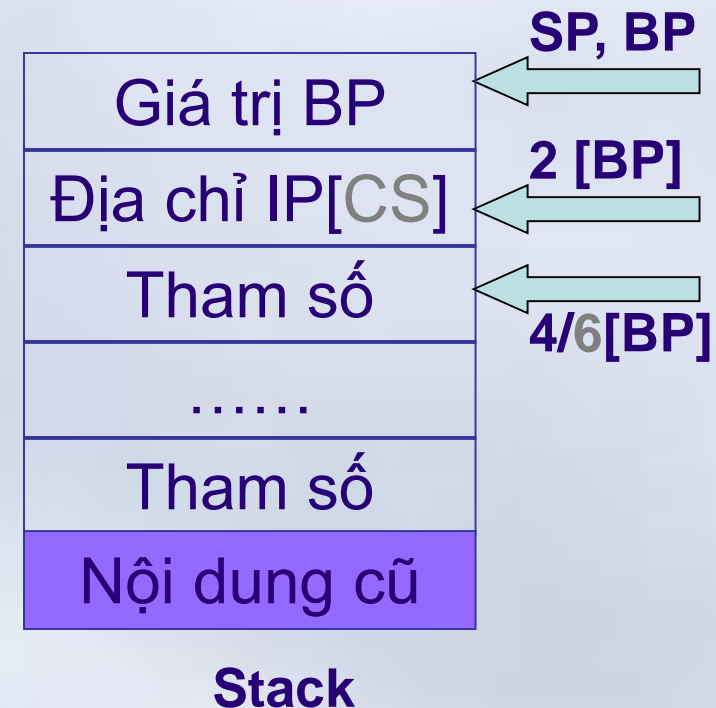 SP, BP
Giá trị BP
2 [BP]
Địa chỉ IP[CS]
Tham số
4/6[BP]
......
Tham số
Nội dung cũ
Stack